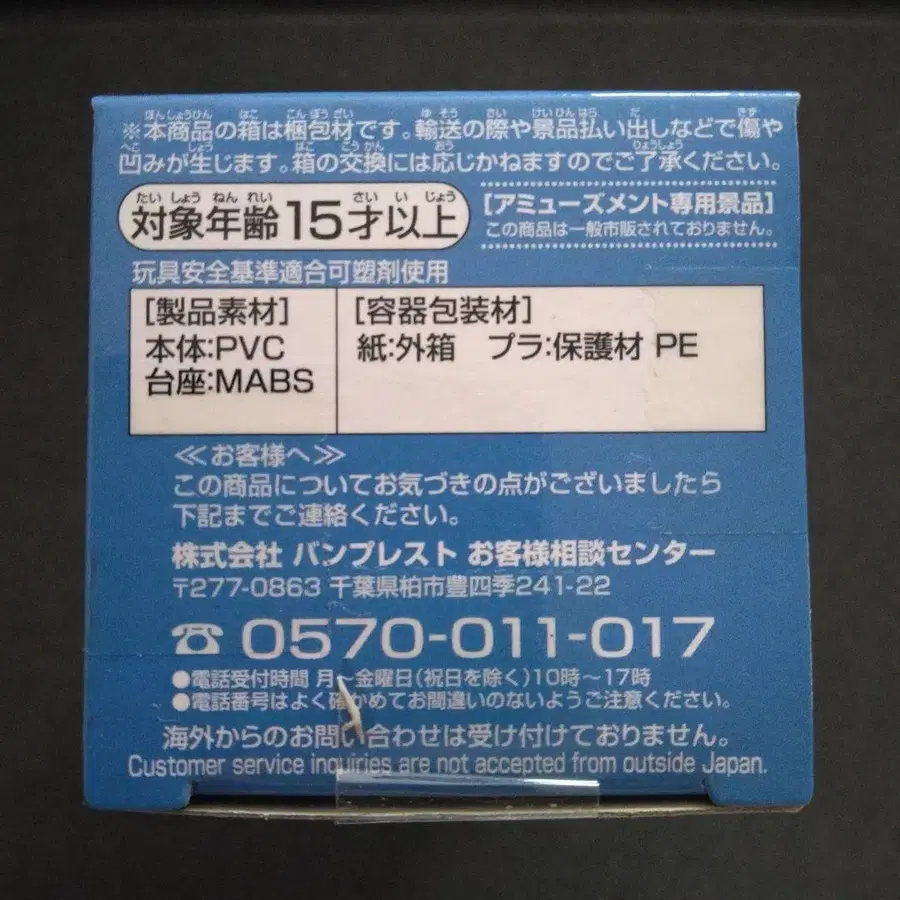 ※本商品の箱は梱包材です。輸送の際や景品払い出しなどで傷や
凹みが生じます。箱の交換には応じかねますのでご了承ください。
対象年齢15才以上
[アミューズメント専用景品]
この商品は一般市販されておりません。
玩具安全基準適合可塑剤使用
[製品素材]
本体:PVC
台座:MABS
[容器包装材]
紙:外箱 プラ:保護材 PE
≪お客様へ≫
この商品についてお気づきの点がございましたら
下記までご連絡ください。
株式会社 バンプレスト お客様相談センター
〒277-0863 千葉県柏市豊四季241-22
☎ 0570-011-017
●電話受付時間 月～金曜日(祝日を除く)10時～17時
●電話番号はよく確かめてお間違いのないようご注意ください。
海外からのお問い合わせは受け付けておりません。
Customer service inquiries are not accepted from outside Japan.